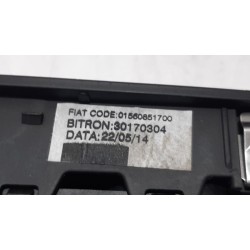 FIAT CODE:01560651700
BITRON:30170304
DATA:22/05/14